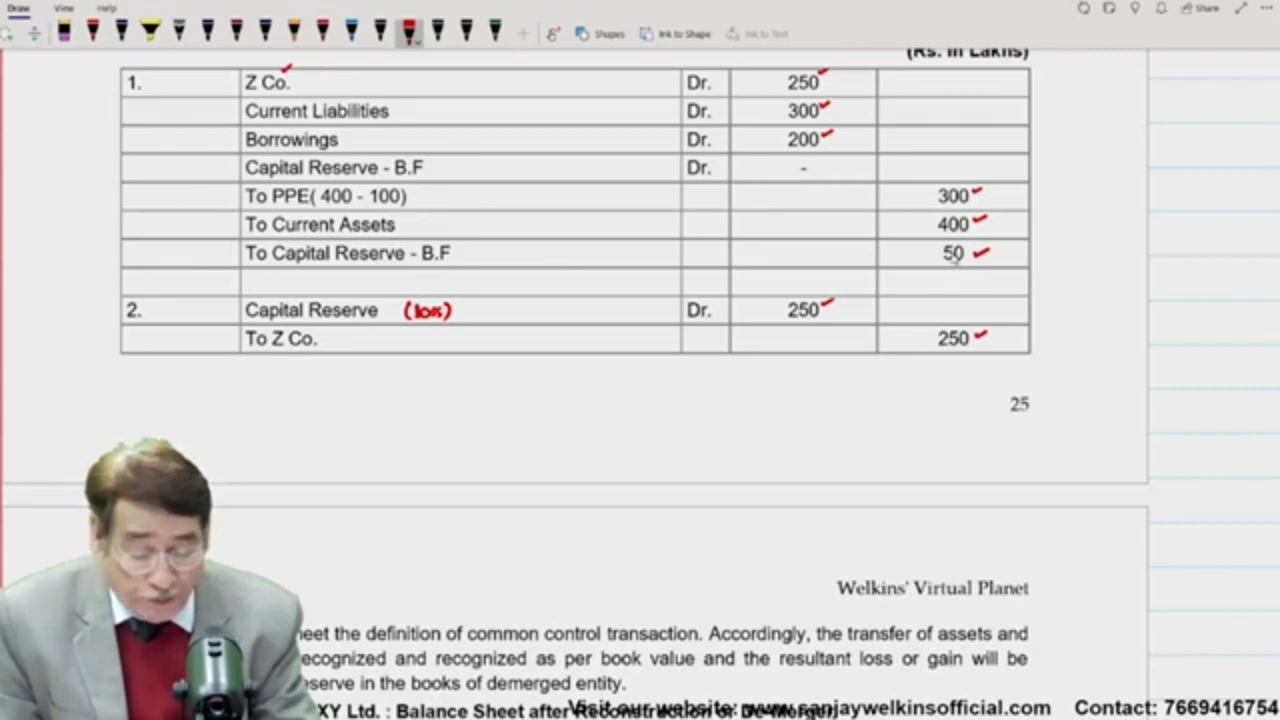 Draw View Help
Share
Shapes Ink to Shape Ink to Text
(Rs. In Lakhs)
1. Z Co. Dr. 250
Current Liabilities Dr. 300
Borrowings Dr. 200
Capital Reserve - B.F Dr. -
To PPE( 400 - 100) 300
To Current Assets 400
To Capital Reserve - B.F 50
2. Capital Reserve (loss) Dr. 250
To Z Co. 250
25
Welkins' Virtual Planet
the definition of common control transaction. Accordingly, the transfer of assets and
and recognized as per book value and the resultant loss or gain will be
in the books of demerged entity.
XY Ltd. : Balance Sheet after Reconstruction or De-Merger
Visit our website: www.sanjaywelkinsofficial.com Contact: 7669416754